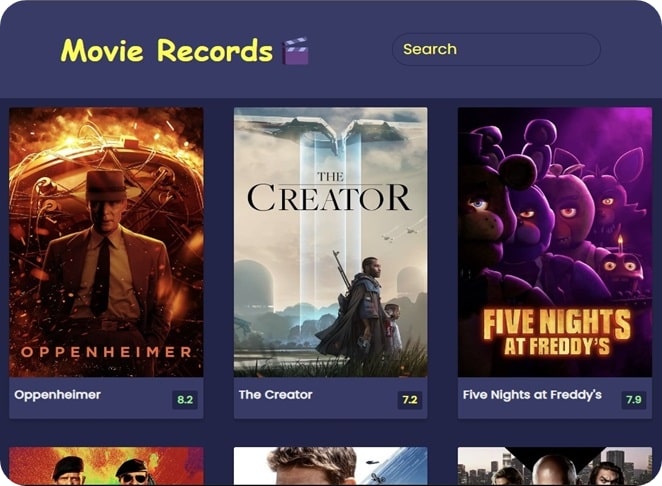 Movie Records
Search
OPPENHEIMER
THE
CREATOR
FIVE NIGHTS
AT FREDDY'S
Oppenheimer
8.2
The Creator
7.2
Five Nights at Freddy's
7.9